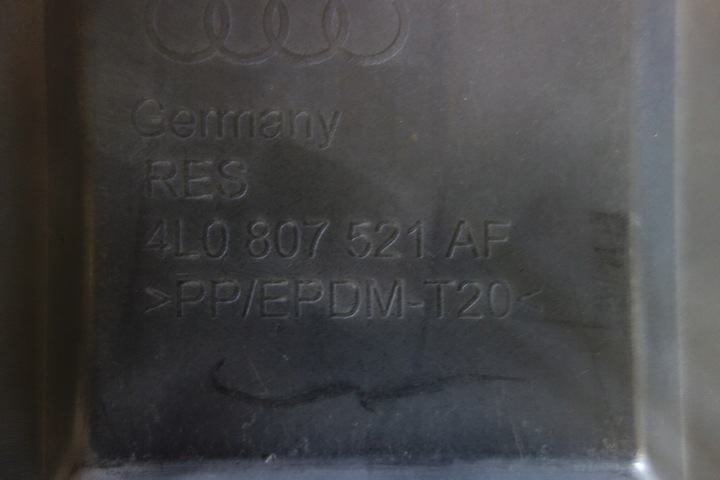 Germany
RES
4L0 807 521 AF
>PP/EPDM-T20<